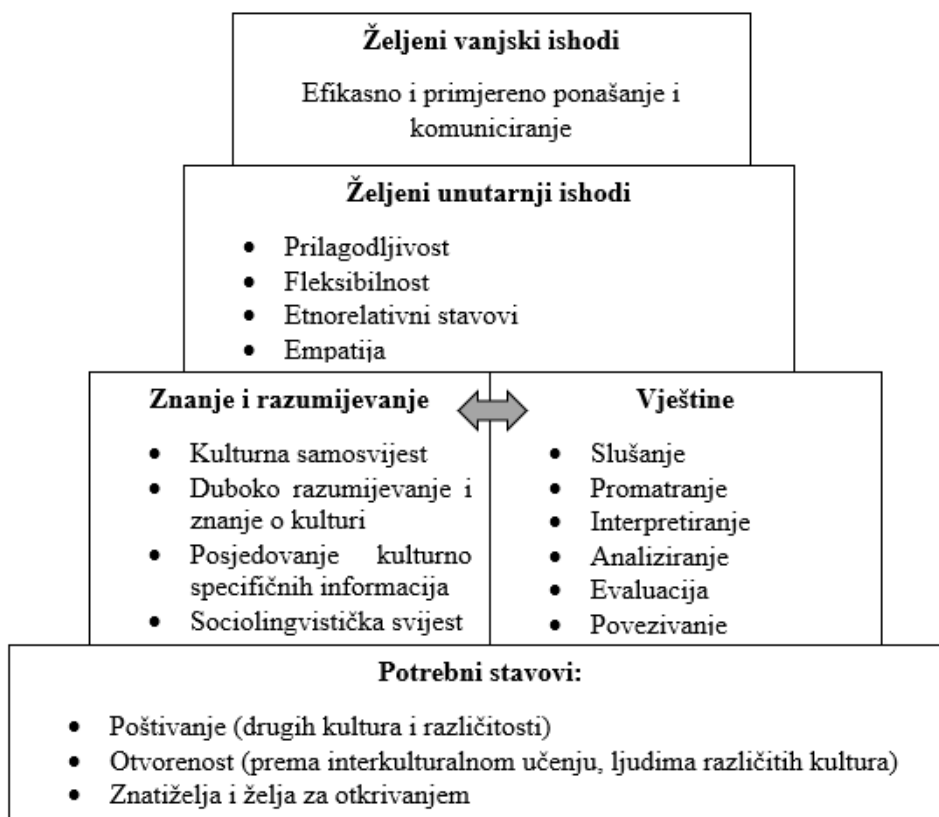 Željeni vanjski ishodi
Efikasno i primjereno ponašanje i
komuniciranje
Željeni unutarnji ishodi
• Prilagodljivost
• Fleksibilnost
• Etnorelativni stavovi
• Empatija
Znanje i razumijevanje
• Kulturna samosvijest
• Duboko razumijevanje i
znanje o kulturi
• Posjedovanje kulturno
specifičnih informacija
• Sociolingvistička svijest
Vještine
• Slušanje
• Promatranje
• Interpretiranje
• Analiziranje
• Evaluacija
• Povezivanje
Potrebni stavovi:
• Poštivanje (drugih kultura i različitosti)
• Otvorenost (prema interkulturalnom učenju, ljudima različitih kultura)
• Znatiželja i želja za otkrivanjem